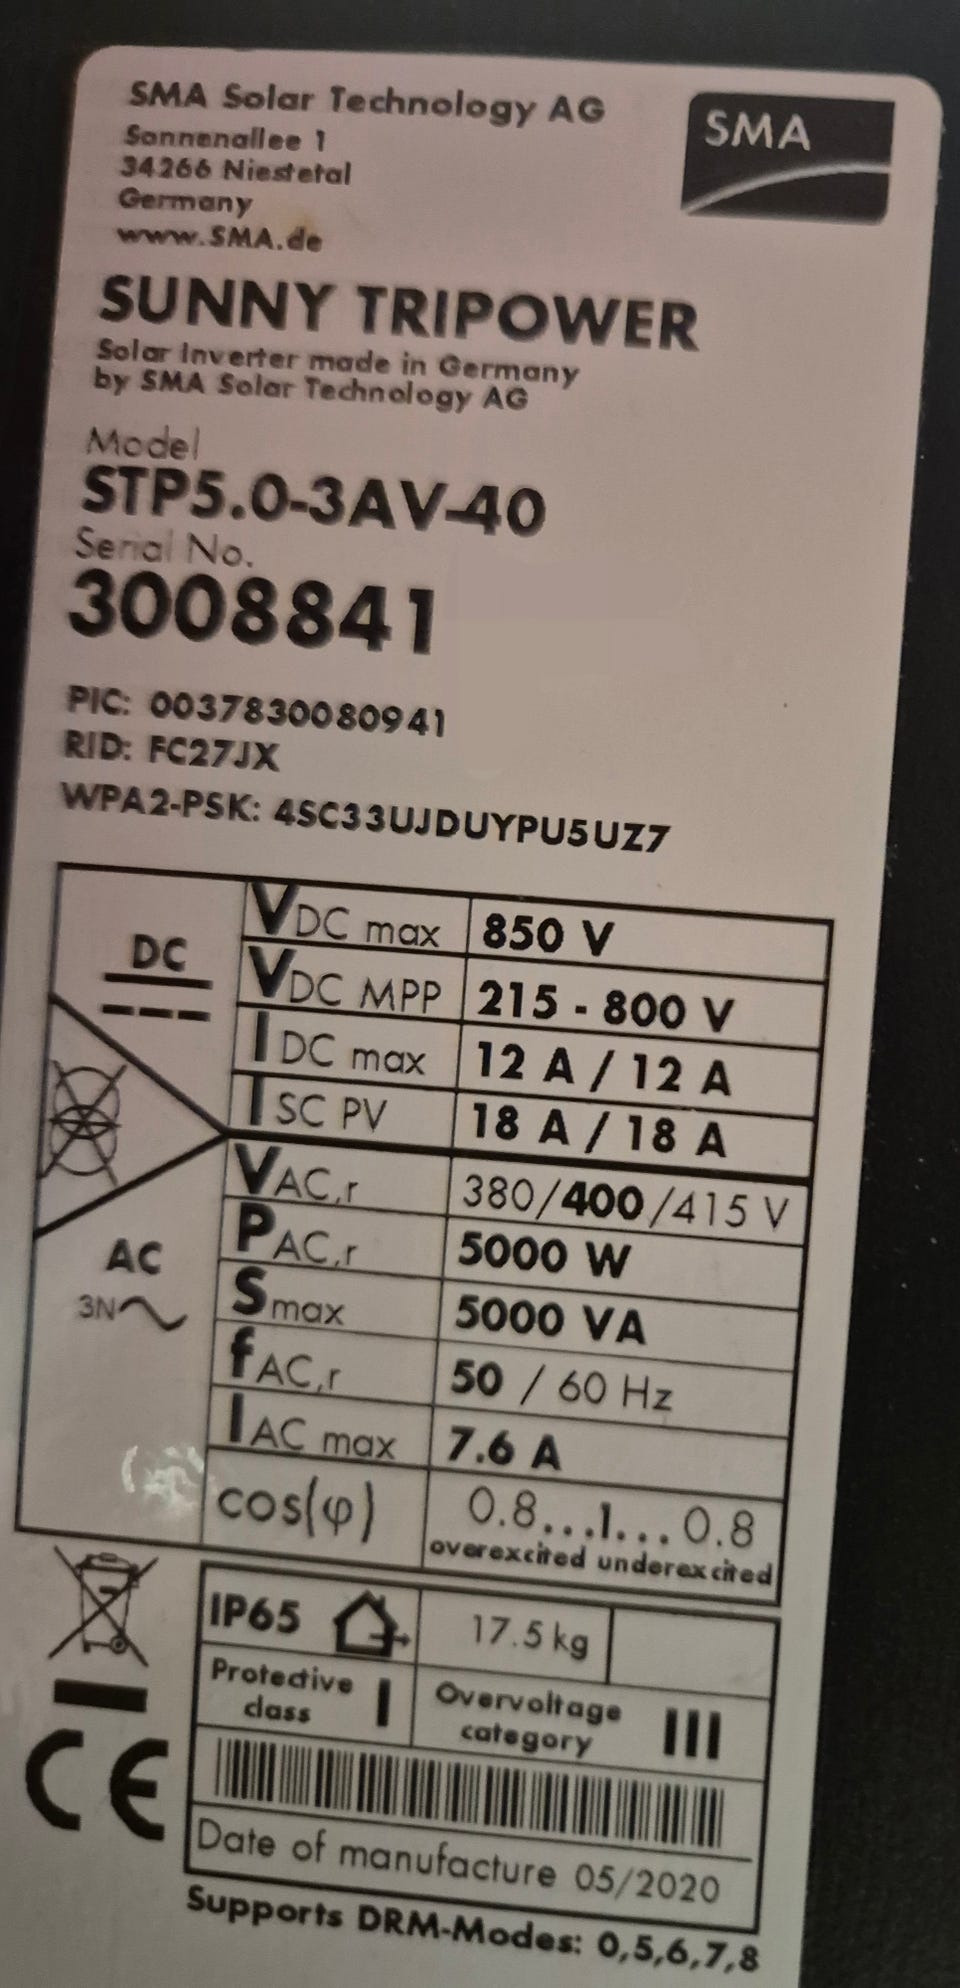 SMA Solar Technology AG
Sonnenallee 1
34266 Niestetal
Germany
www.SMA.de
SMA
SUNNY TRIPOWER
Solar Inverter made in Germany
by SMA Solar Technology AG
Model
STP5.0-3AV-40
Serial No.
3008841
PIC: 0037830080941
RID: FC27JX
WPA2-PSK: 4SC33UJDUYPU5UZ7
DC
VDC max 850 V
VDC MPP 215 - 800 V
IDC max 12 A / 12 A
ISC PV 18 A / 18 A
AC
3N
VAC,r 380/400/415 V
PAC,r 5000 W
Smax 5000 VA
fAC,r 50 / 60 Hz
IAC max 7.6 A
cos(φ) 0.8...1...0.8
overexcited underexcited
IP65 17.5kg
Protective class I
Overvoltage category III
CE
Date of manufacture 05/2020
Supports DRM-Modes: 0,5,6,7,8